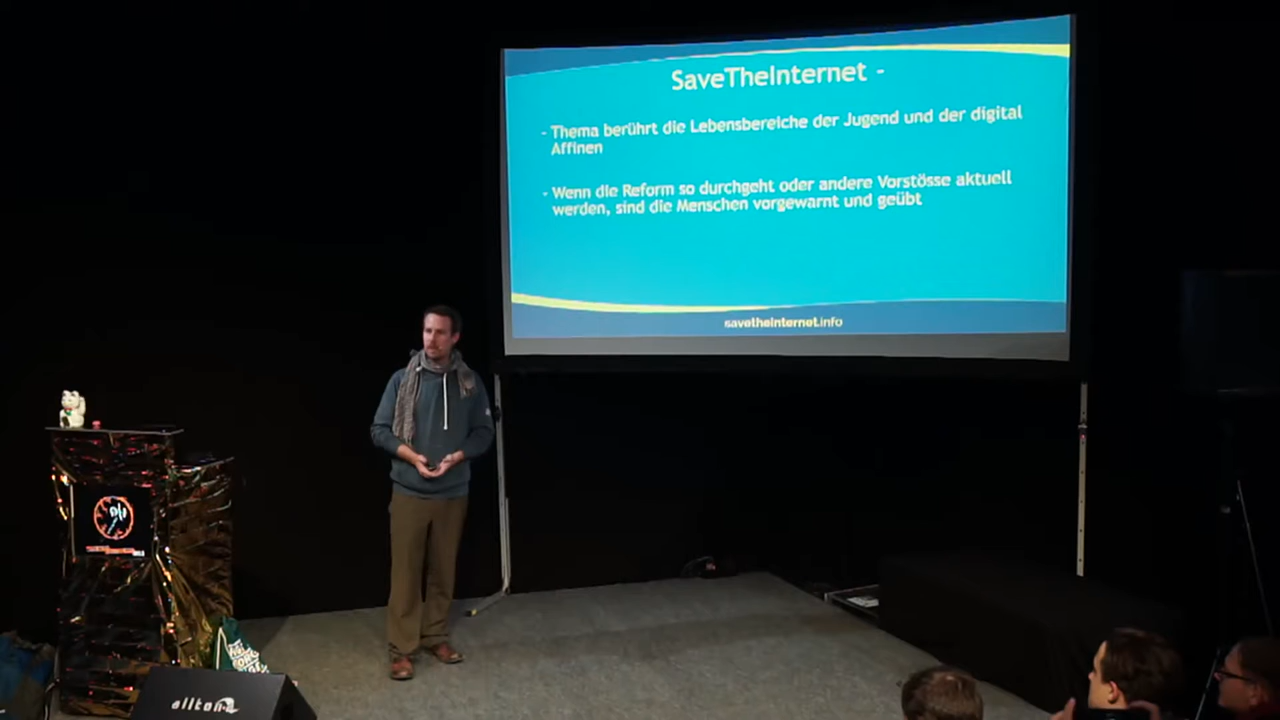 SaveTheInternet -
- Thema berührt die Lebensbereiche der Jugend und der digital
Affinen
- Wenn die Reform so durchgeht oder andere Vorstösse aktuell
werden, sind die Menschen vorgewarnt und geübt
savetheinternet.info